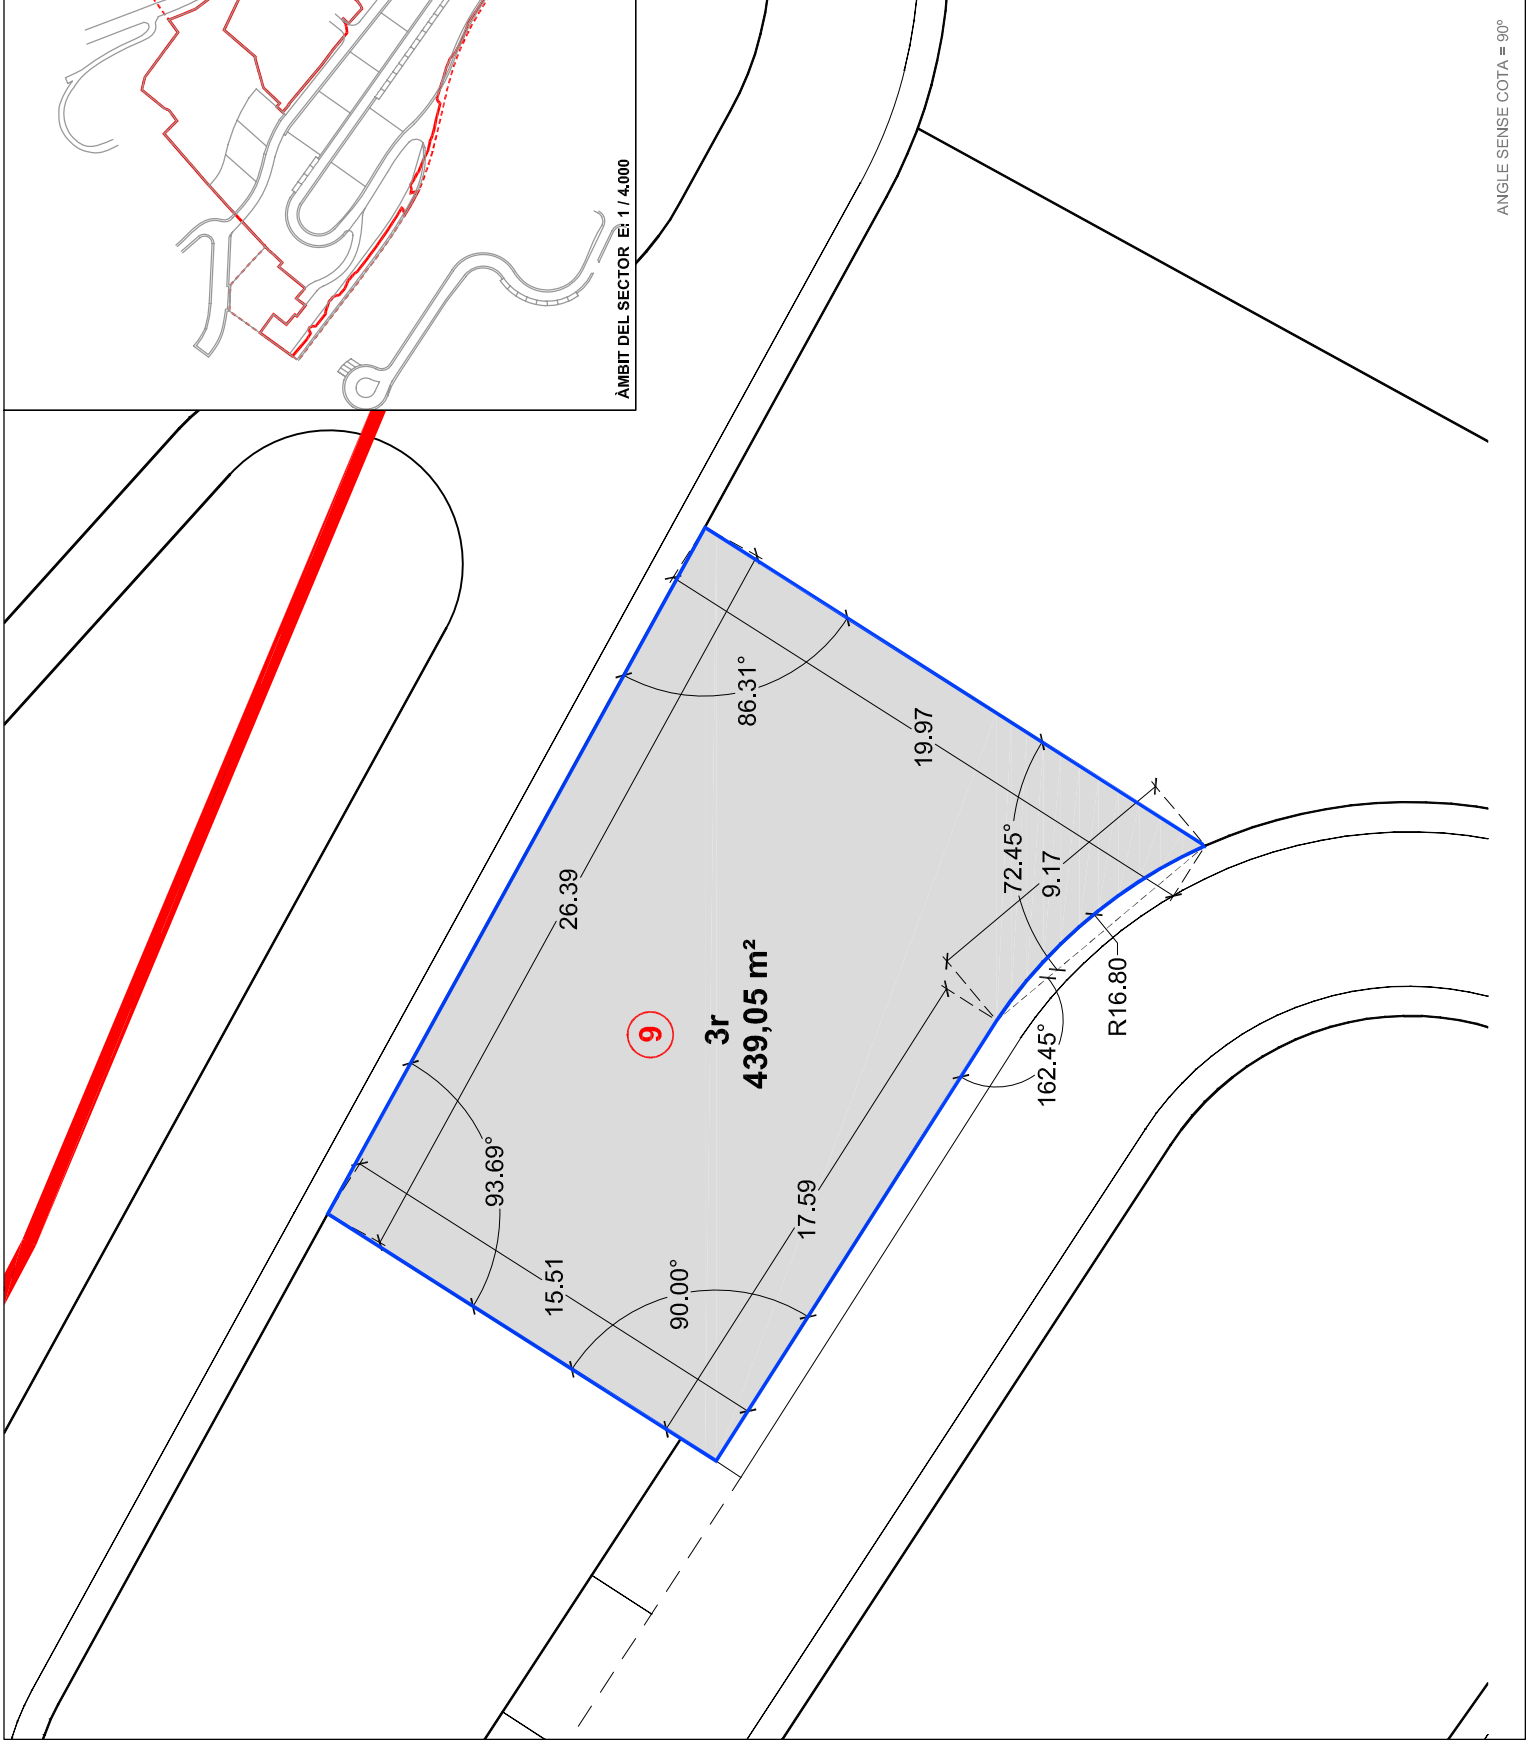 ÀMBIT DEL SECTOR E: 1 / 4.000
ANGLE SENSE COTA = 90º
26.39
86.31°
19.97
72.45°
9.17
R16.80
162.45°
17.59
90.00°
15.51
93.69°
9
3r
439,05 m²